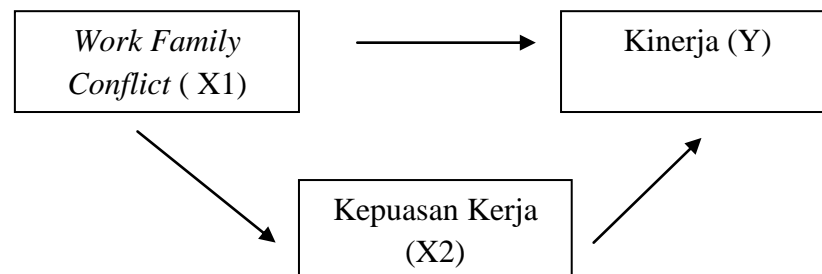 Work Family
Conflict ( X1)
Kinerja (Y)
Kepuasan Kerja
(X2)